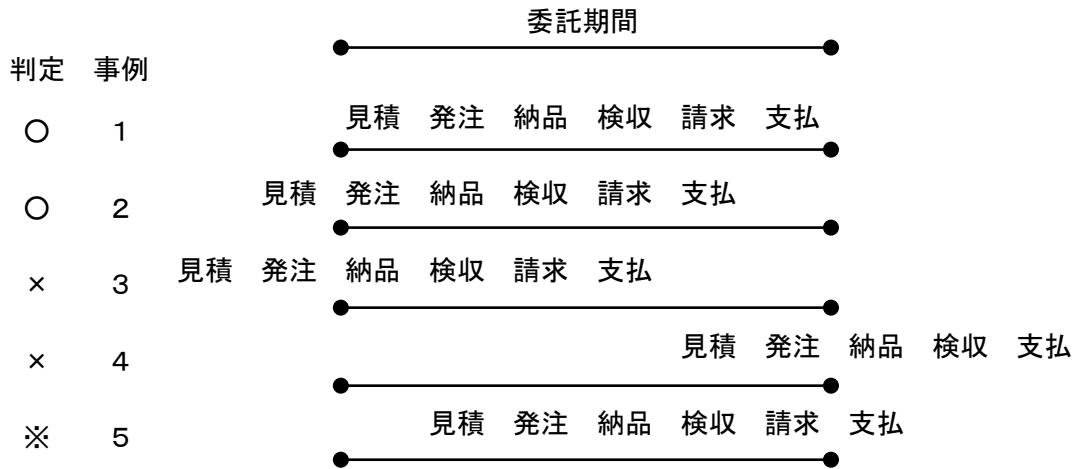 委託期間
判定 事例
○ 1 見積 発注 納品 検収 請求 支払
○ 2 見積 発注 納品 検収 請求 支払
× 3 見積 発注 納品 検収 請求 支払
× 4 見積 発注 納品 検収 支払
※ 5 見積 発注 納品 検収 請求 支払